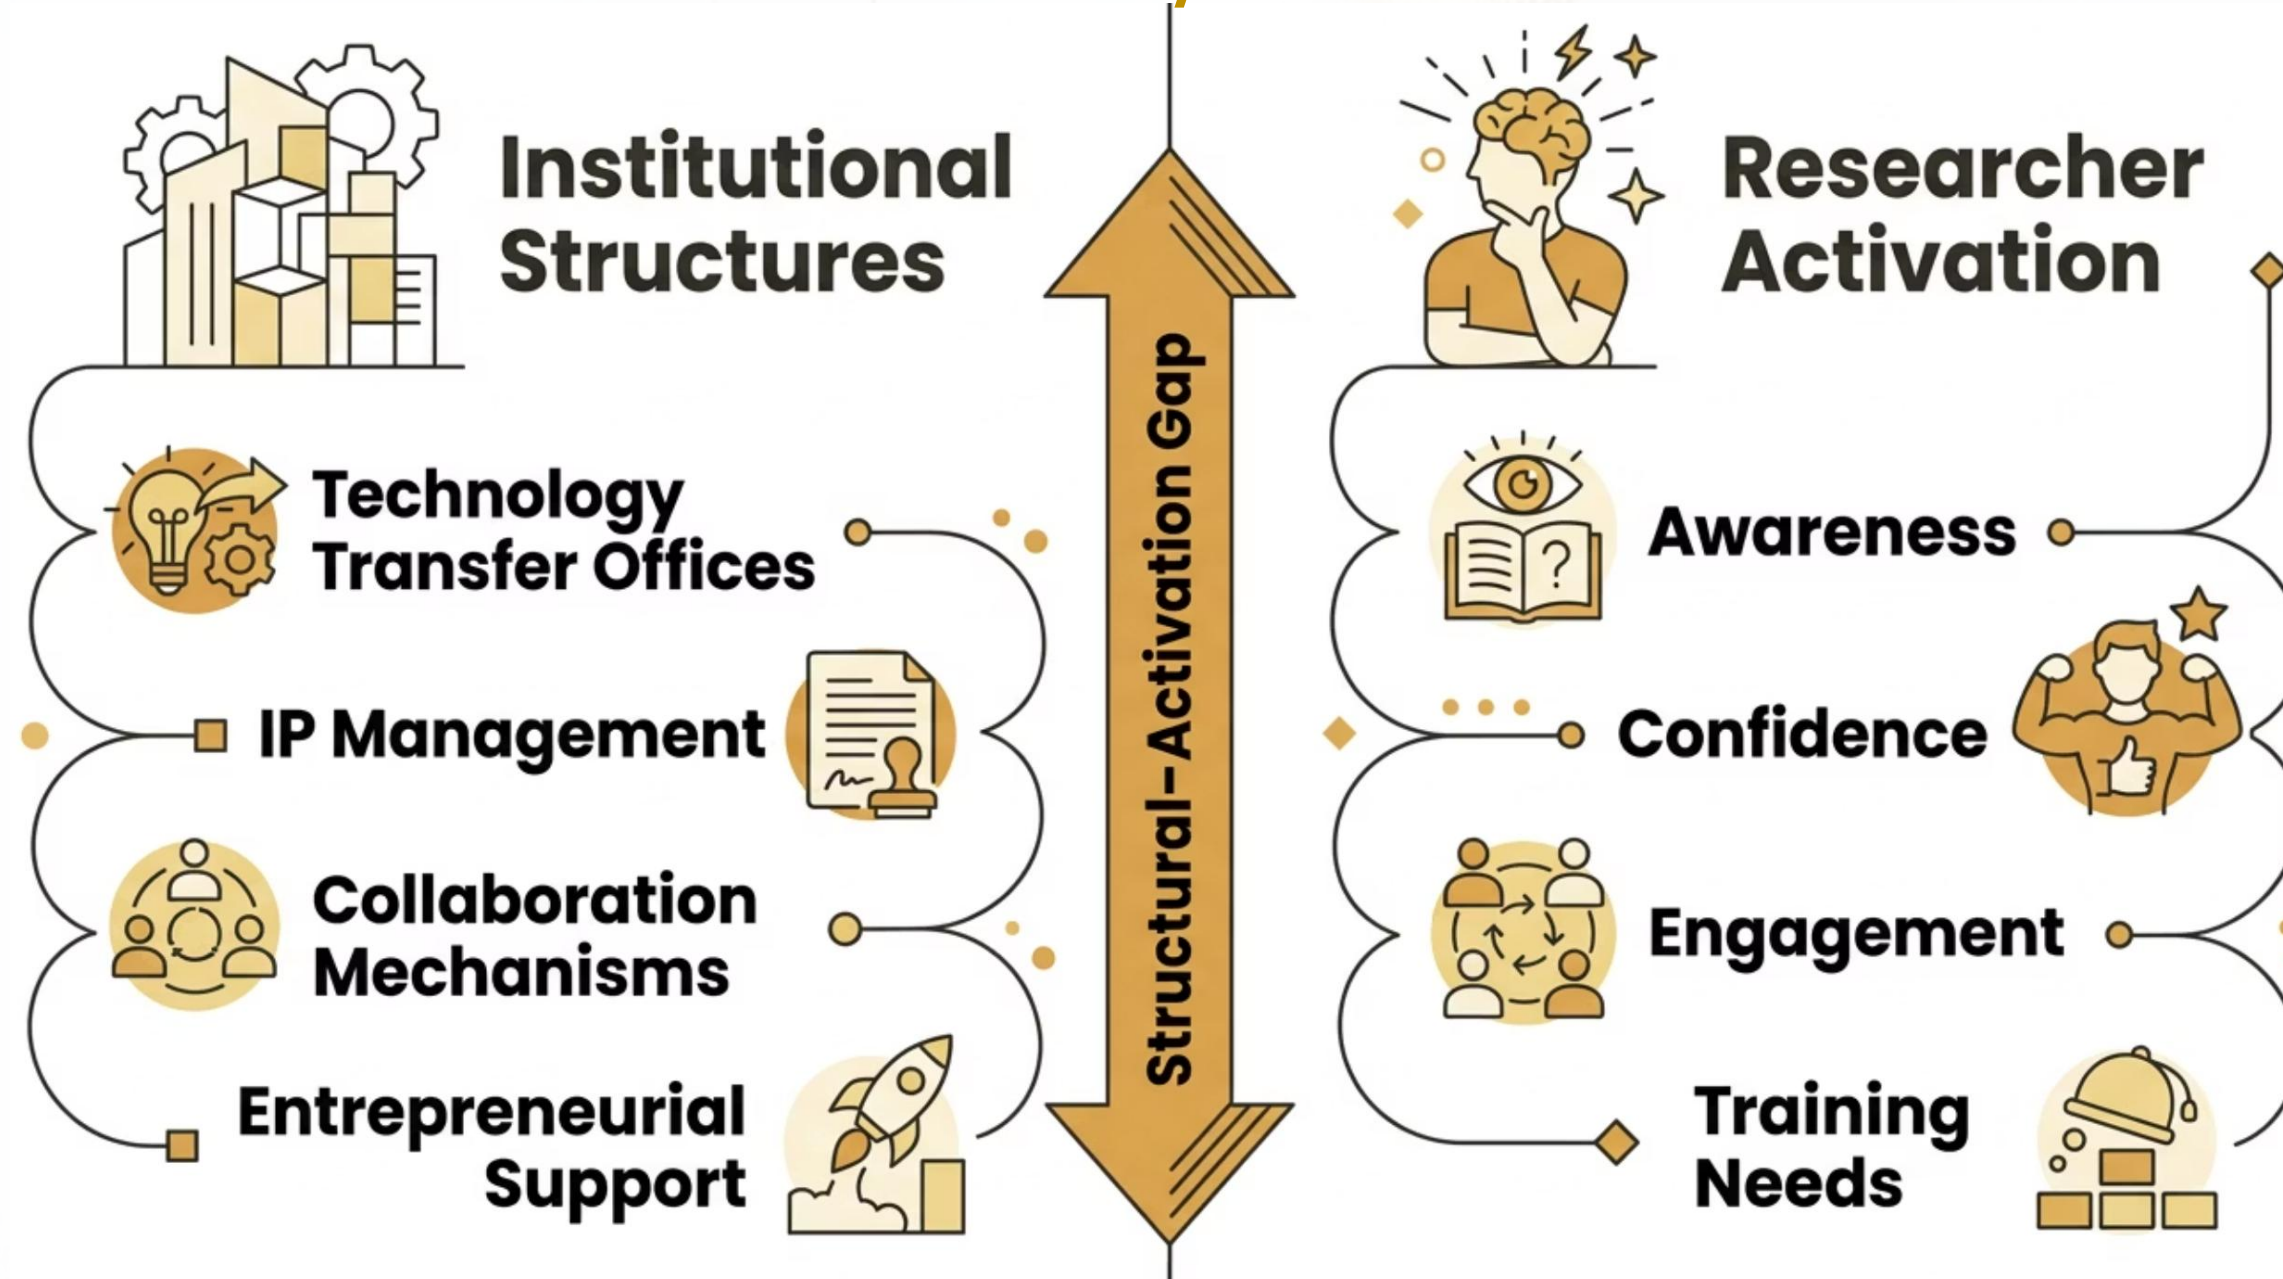 Institutional
Structures
Technology
Transfer Offices
IP Management
Collaboration
Mechanisms
Entrepreneurial
Support
Structural-Activation Gap
Researcher
Activation
Awareness
?
Confidence
Engagement
Training
Needs